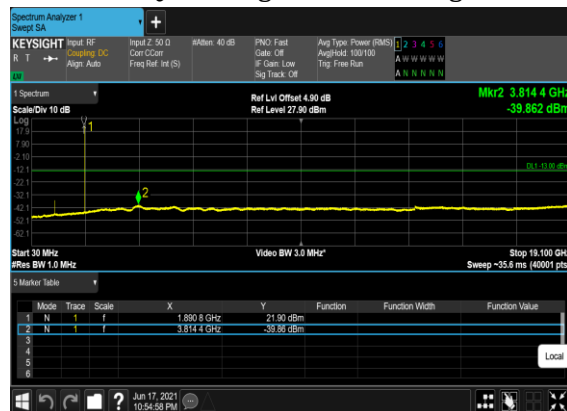 Spectrum Analyzer 1
Swept SA
+
KEYSIGHT Input: RF Input Z: 50 Ω #Atten: 40 dB PNO: Fast Avg Type: Power (RMS) 1 2 3 4 5 6
R T Coupling: DC Corr CCorr Gate: Off Avg|Hold: 100/100 A W W W W W
Align: Auto Freq Ref: Int (S) IF Gain: Low Trig: Free Run
Sig Track: Off A N N N N N
LW
1 Spectrum Ref Lvl Offset 4.90 dB Mkr2 3.814 4 GHz
Scale/Div 10 dB Ref Level 27.90 dBm -39.862 dBm
Log
17.9
7.90
-2.10
-12.1
-22.1
-32.1
-42.1
-52.1
-62.1
1
2
DL1 -13.00 dBm
Start 30 MHz Video BW 3.0 MHz* Stop 19.100 GHz
#Res BW 1.0 MHz Sweep ~35.6 ms (40001 pts)
5 Marker Table
Mode Trace Scale X Y Function Function Width Function Value
1 N 1 f 1.890 8 GHz 21.90 dBm
2 N 1 f 3.814 4 GHz -39.86 dBm
3
4
5
6
Local
? Jun 17, 2021
10:54:58 PM